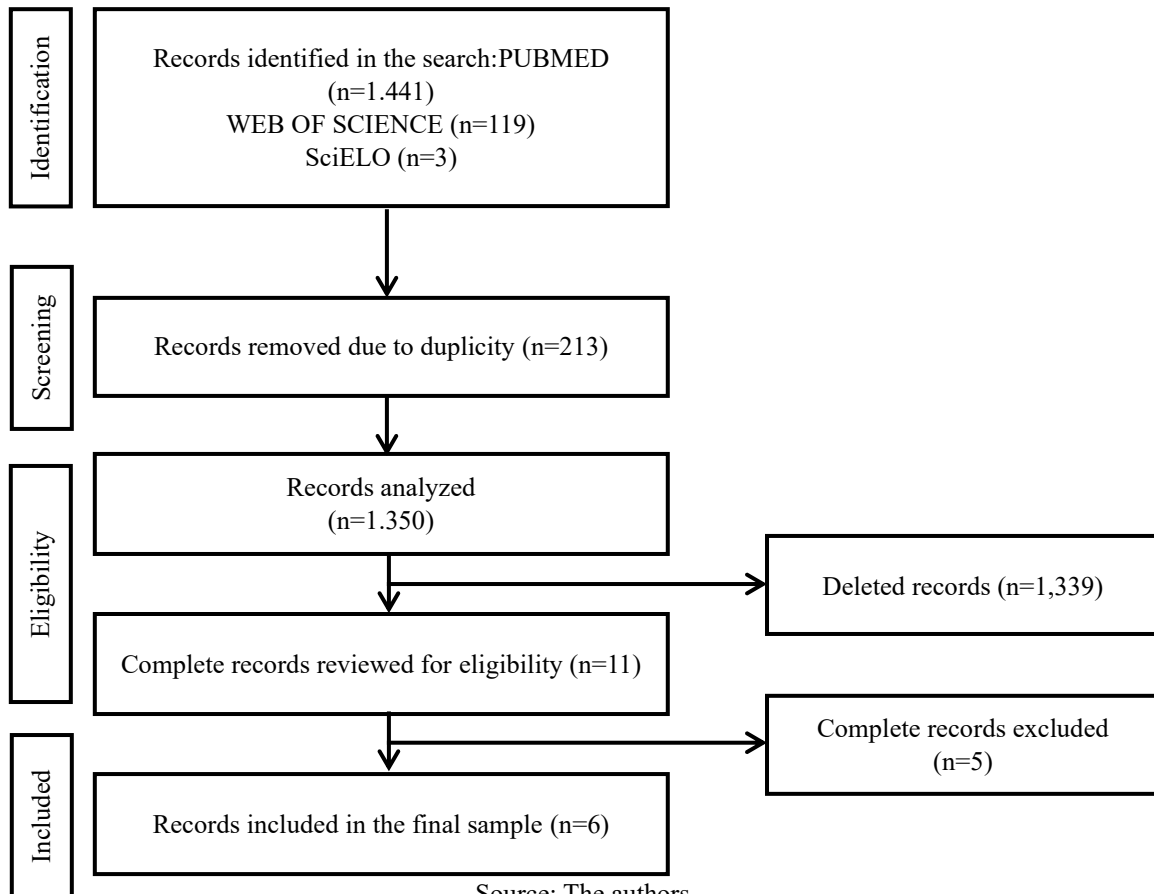 Identification
Records identified in the search:PUBMED
(n=1.441)
WEB OF SCIENCE (n=119)
SciELO (n=3)
Screening
Records removed due to duplicity (n=213)
Eligibility
Records analyzed
(n=1.350)
Deleted records (n=1,339)
Complete records reviewed for eligibility (n=11)
Complete records excluded
(n=5)
Included
Records included in the final sample (n=6)
Source: The authors